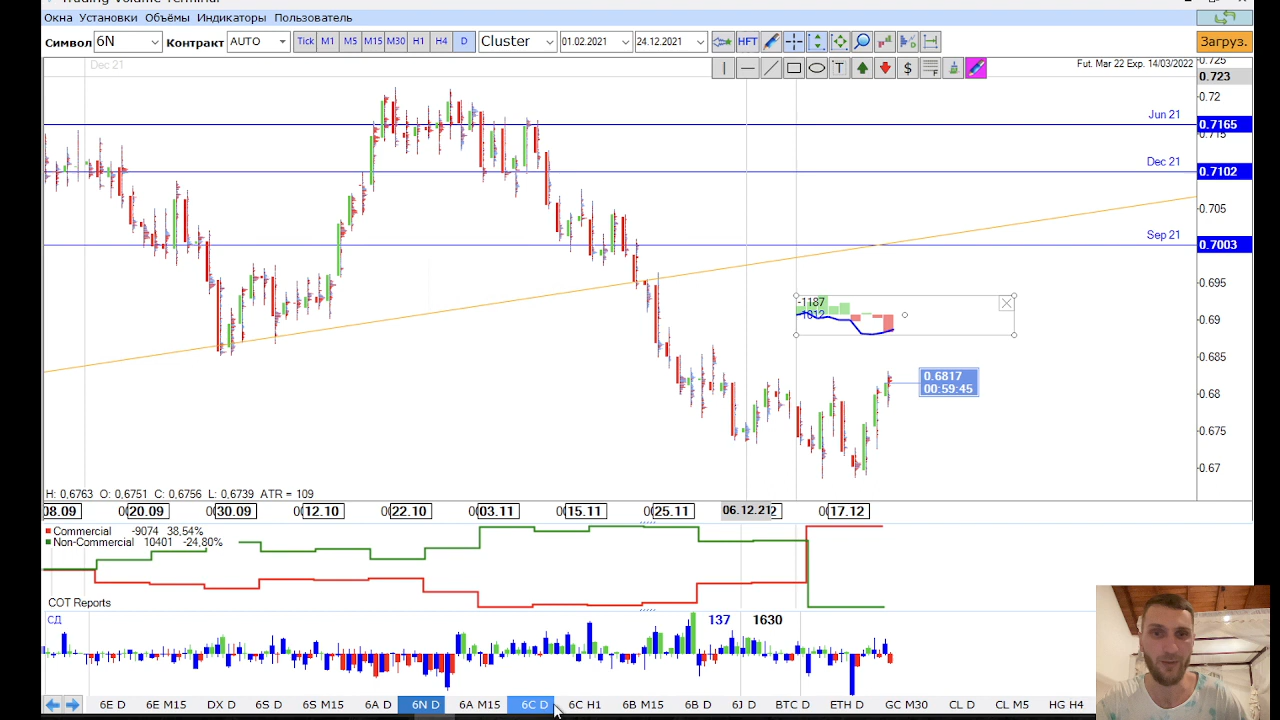 Trading Volume Terminal
Окна Установки Объёмы Индикаторы Пользователь
Символ 6N Контракт AUTO Tick M1 M5 M15 M30 H1 H4 D Cluster 01.02.2021 24.12.2021 HFT Загруз.
Dec 21
T $ F
Fut. Mar 22 Exp. 14/03/2022
0.725
0.723
0.72
Jun 21 0.7165
0.715
Dec 21 0.7102
0.705
Sep 21 0.7003
0.695
-1187
-1012
0.69
0.685
0.6817
00:59:45
0.68
0.675
0.67
H: 0,6763 O: 0,6751 C: 0,6756 L: 0,6739 ATR = 109
08.09 20.09 30.09 12.10 22.10 03.11 15.11 25.11 06.12.21 17.12
Commercial -9074 38,54%
Non-Commercial 10401 -24,80%
COT Reports
СД 137 1630
6E D 6E M15 DX D 6S D 6S M15 6A D 6N D 6A M15 6C D 6C H1 6B M15 6B D 6J D BTC D ETH D GC M30 CL D CL M5 HG H4